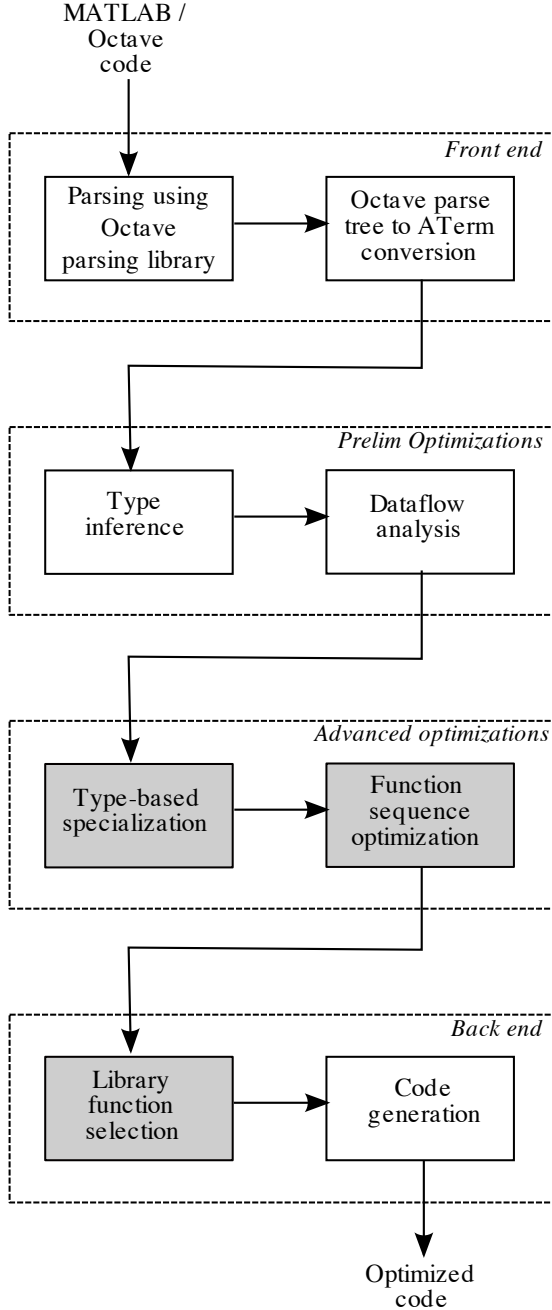 MATLAB /
Octave
code
Front end
Parsing using
Octave
parsing library
Octave parse
tree to ATerm
conversion
Prelim Optimizations
Type
inference
Dataflow
analysis
Advanced optimizations
Type-based
specialization
Function
sequence
optimization
Back end
Library
function
selection
Code
generation
Optimized
code